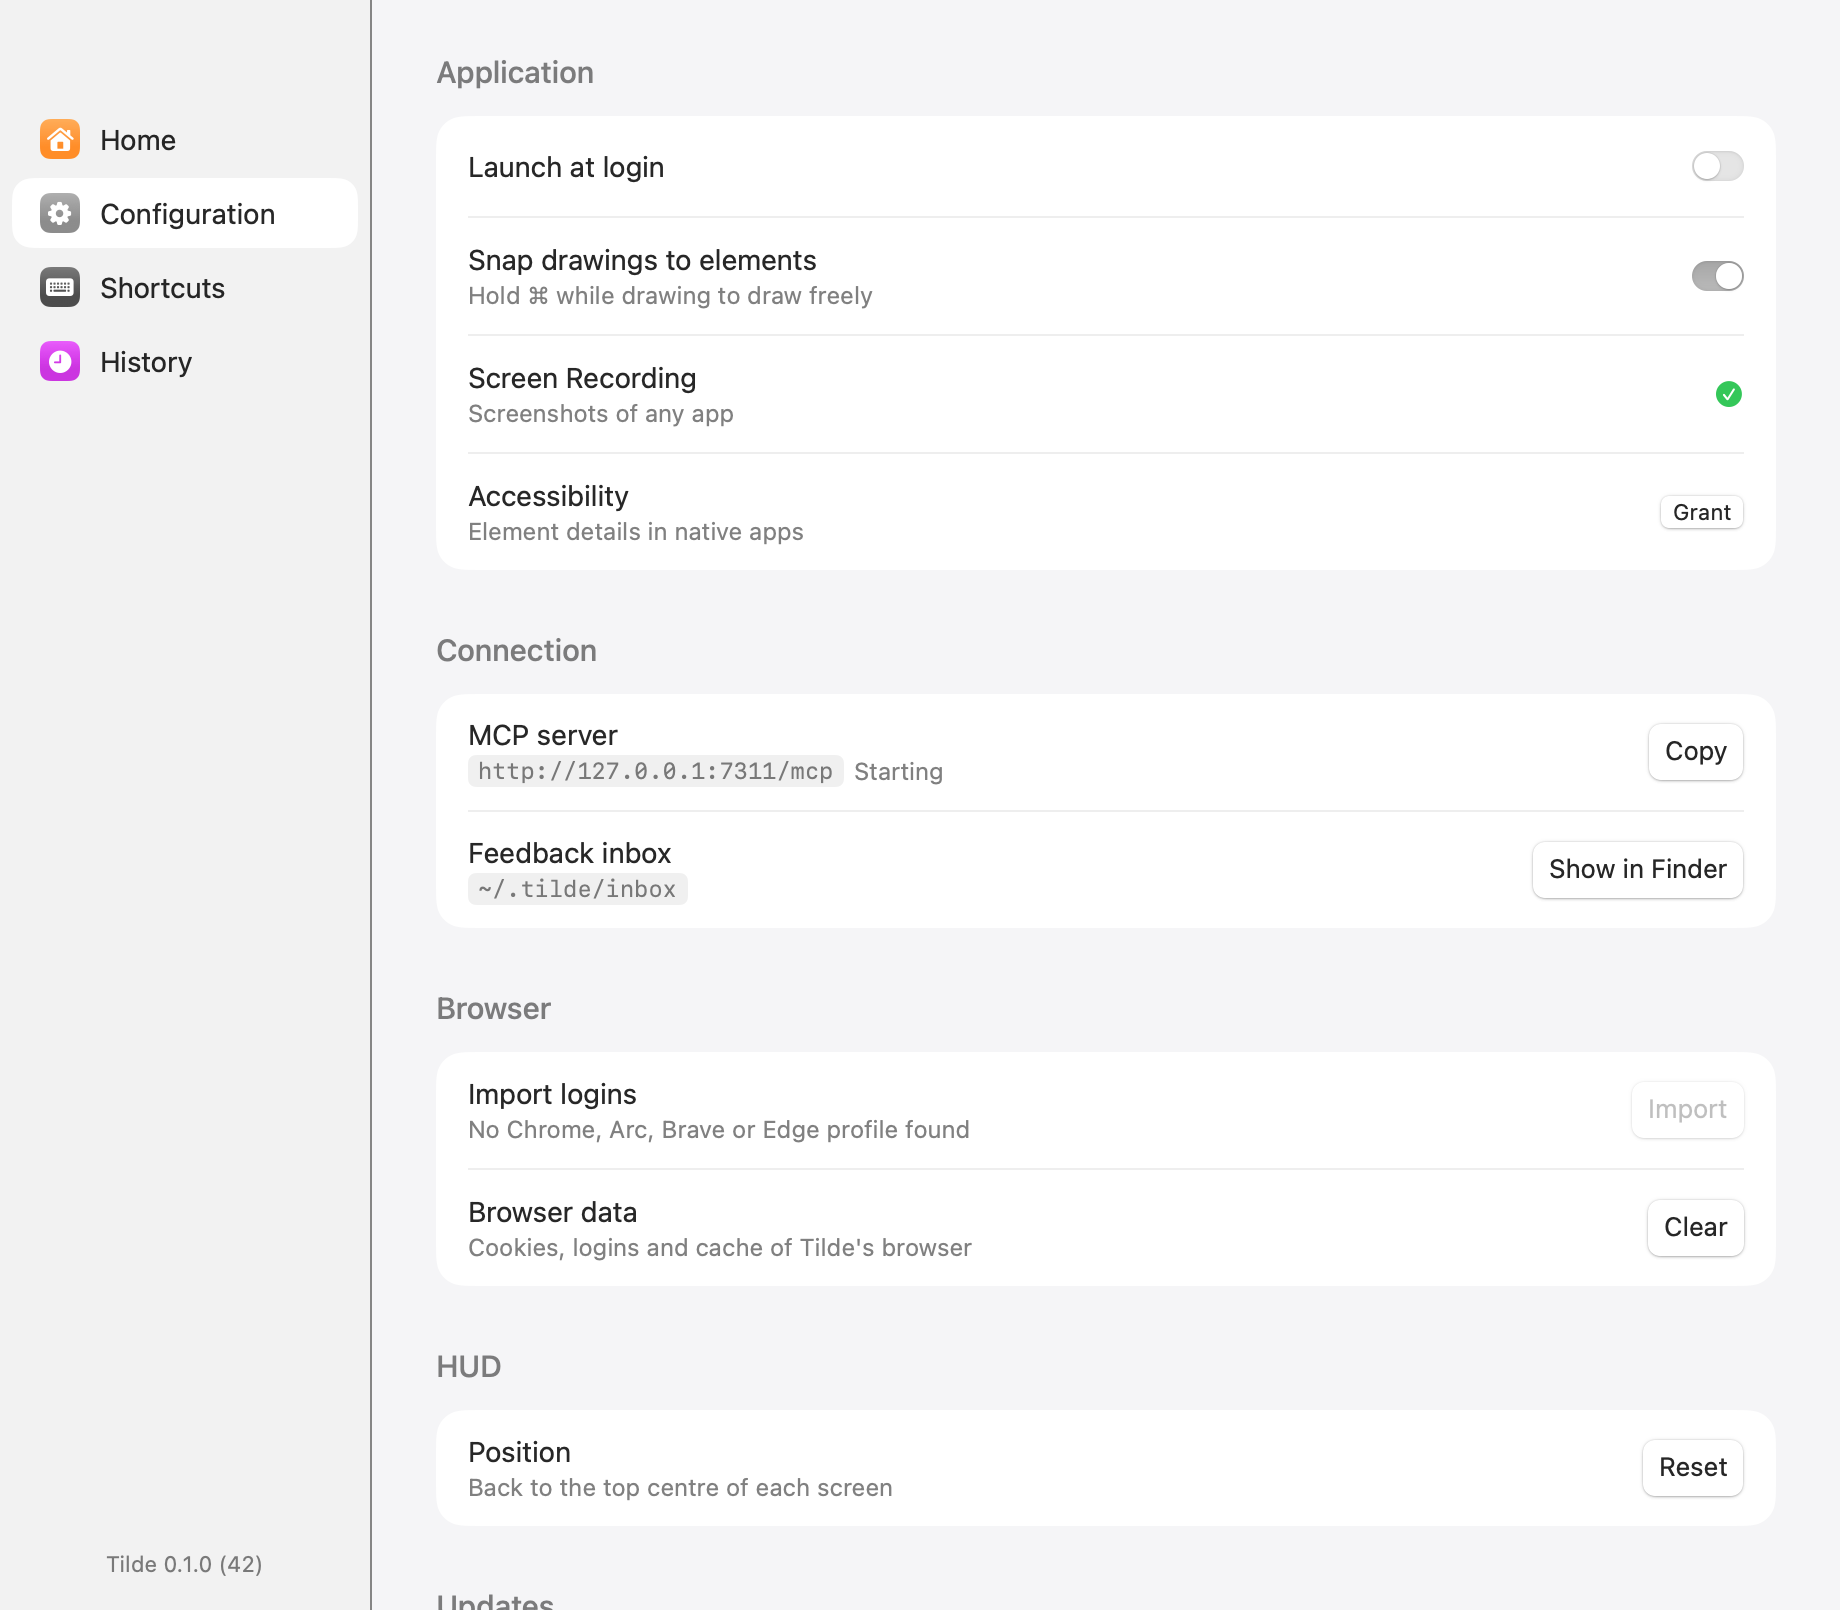 Home
Configuration
Shortcuts
History
Tilde 0.1.0 (42)
Application
Launch at login
Snap drawings to elements
Hold ⌘ while drawing to draw freely
Screen Recording
Screenshots of any app
Accessibility
Element details in native apps
Grant
Connection
MCP server
http://127.0.0.1:7311/mcp Starting
Copy
Feedback inbox
~/.tilde/inbox
Show in Finder
Browser
Import logins
No Chrome, Arc, Brave or Edge profile found
Import
Browser data
Cookies, logins and cache of Tilde's browser
Clear
HUD
Position
Back to the top centre of each screen
Reset
Updates